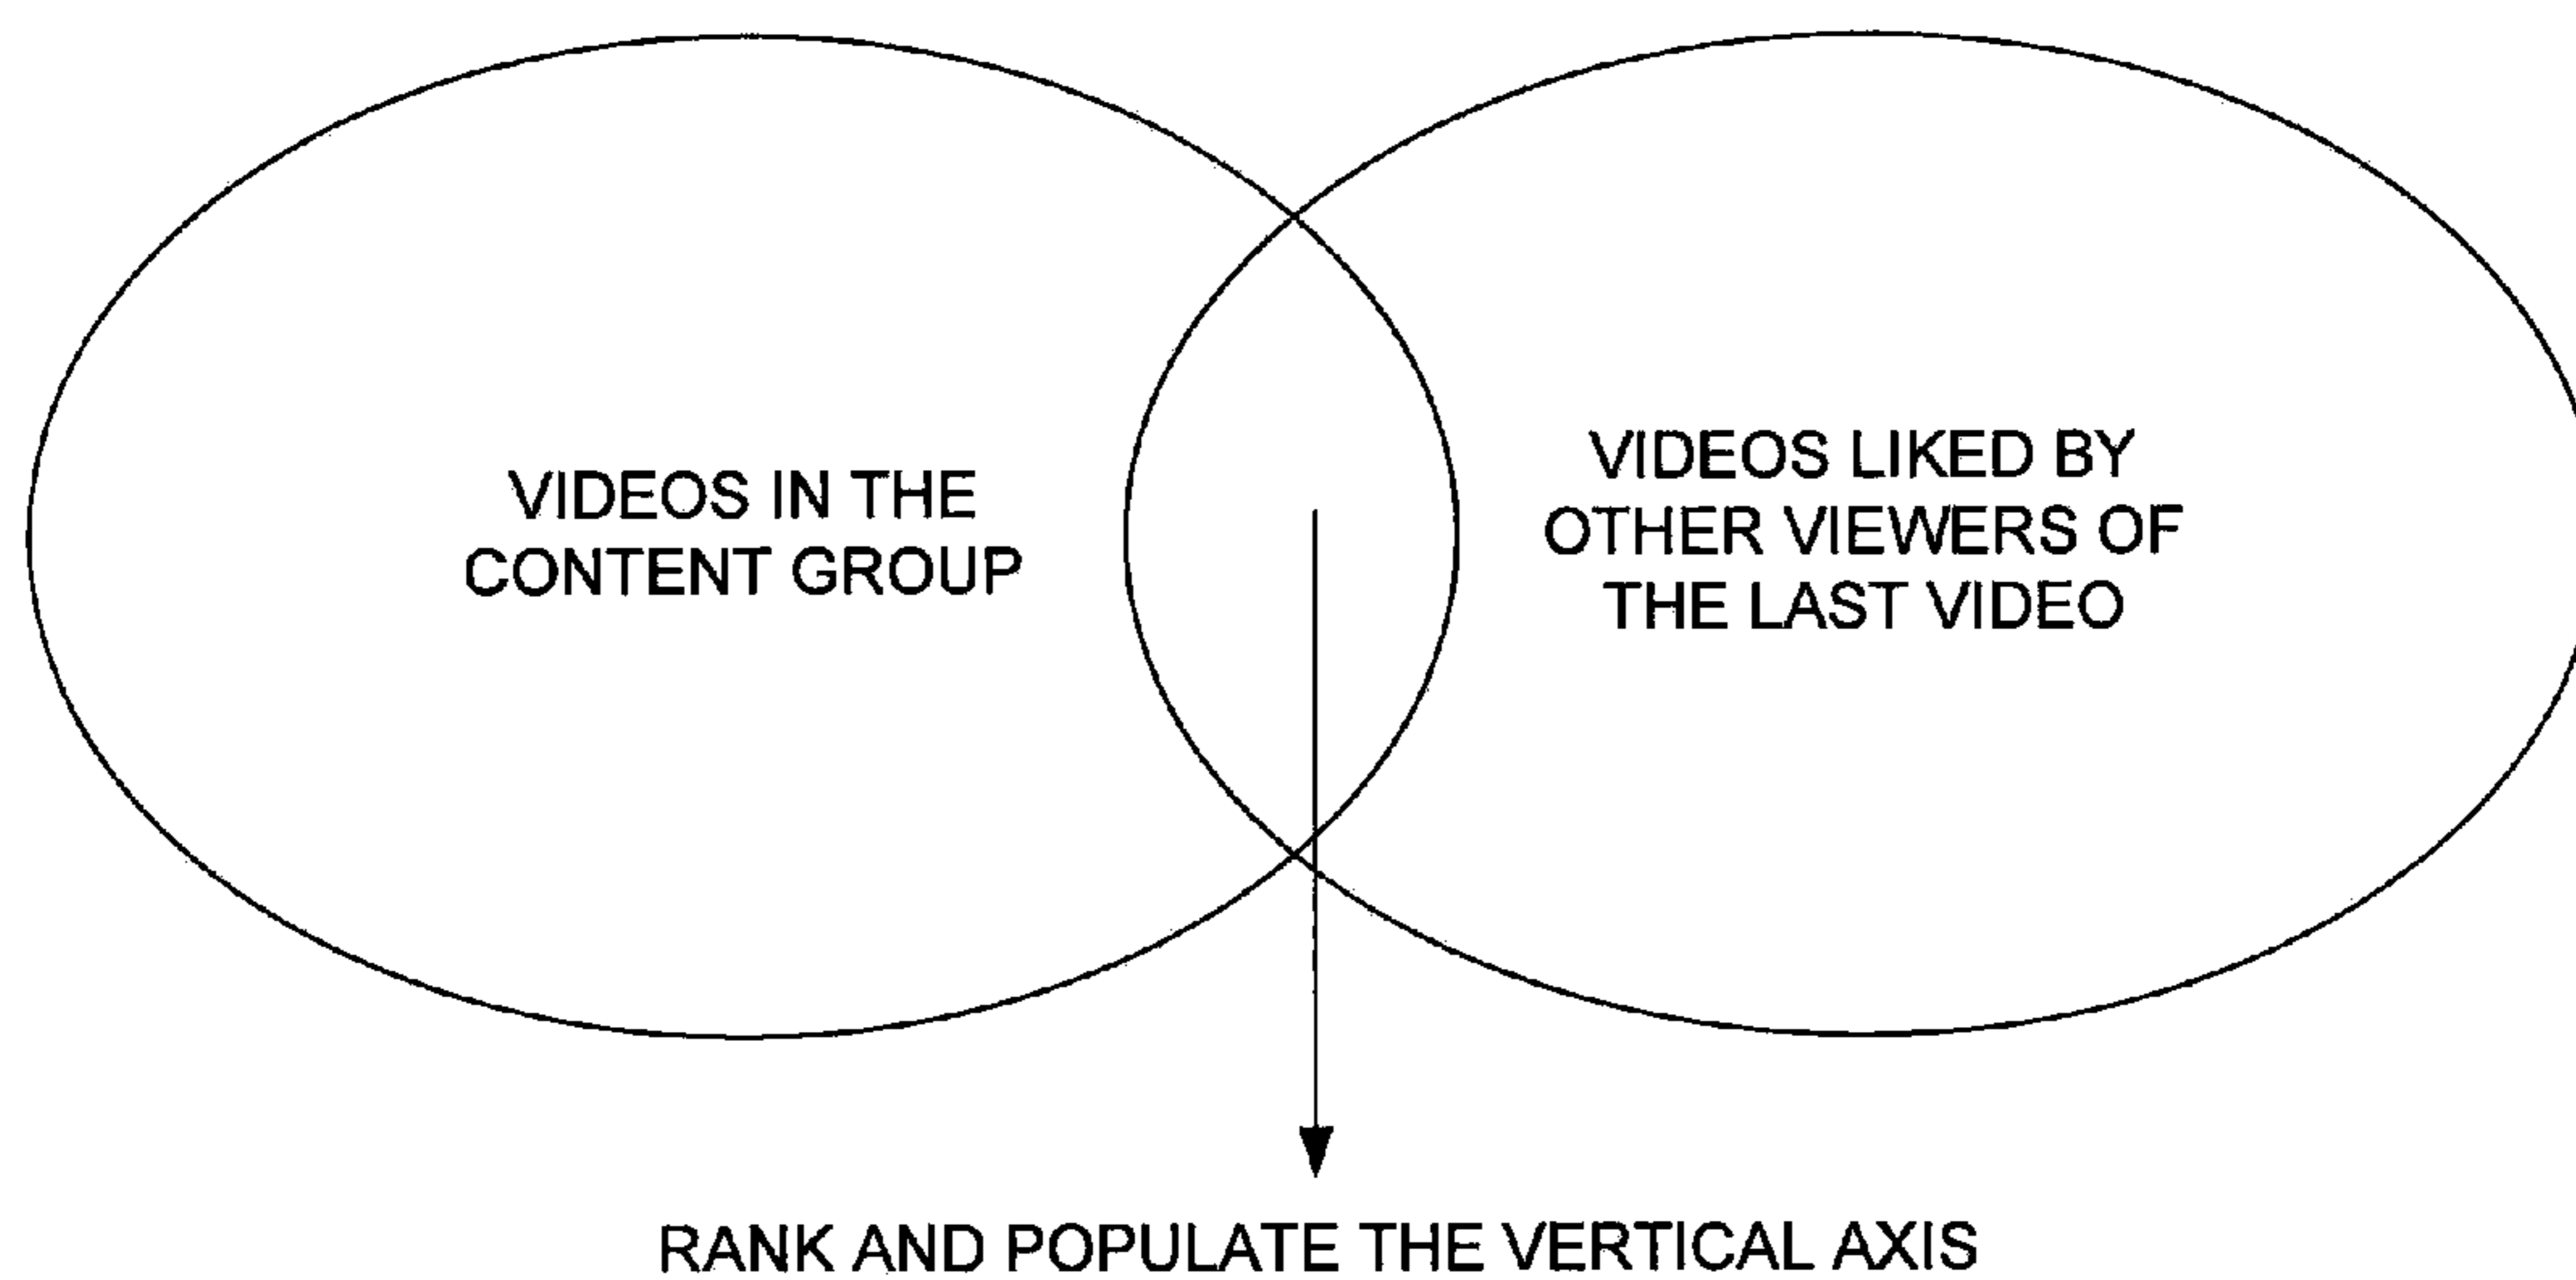 VIDEOS IN THE
CONTENT GROUP
VIDEOS LIKED BY
OTHER VIEWERS OF
THE LAST VIDEO
RANK AND POPULATE THE VERTICAL AXIS